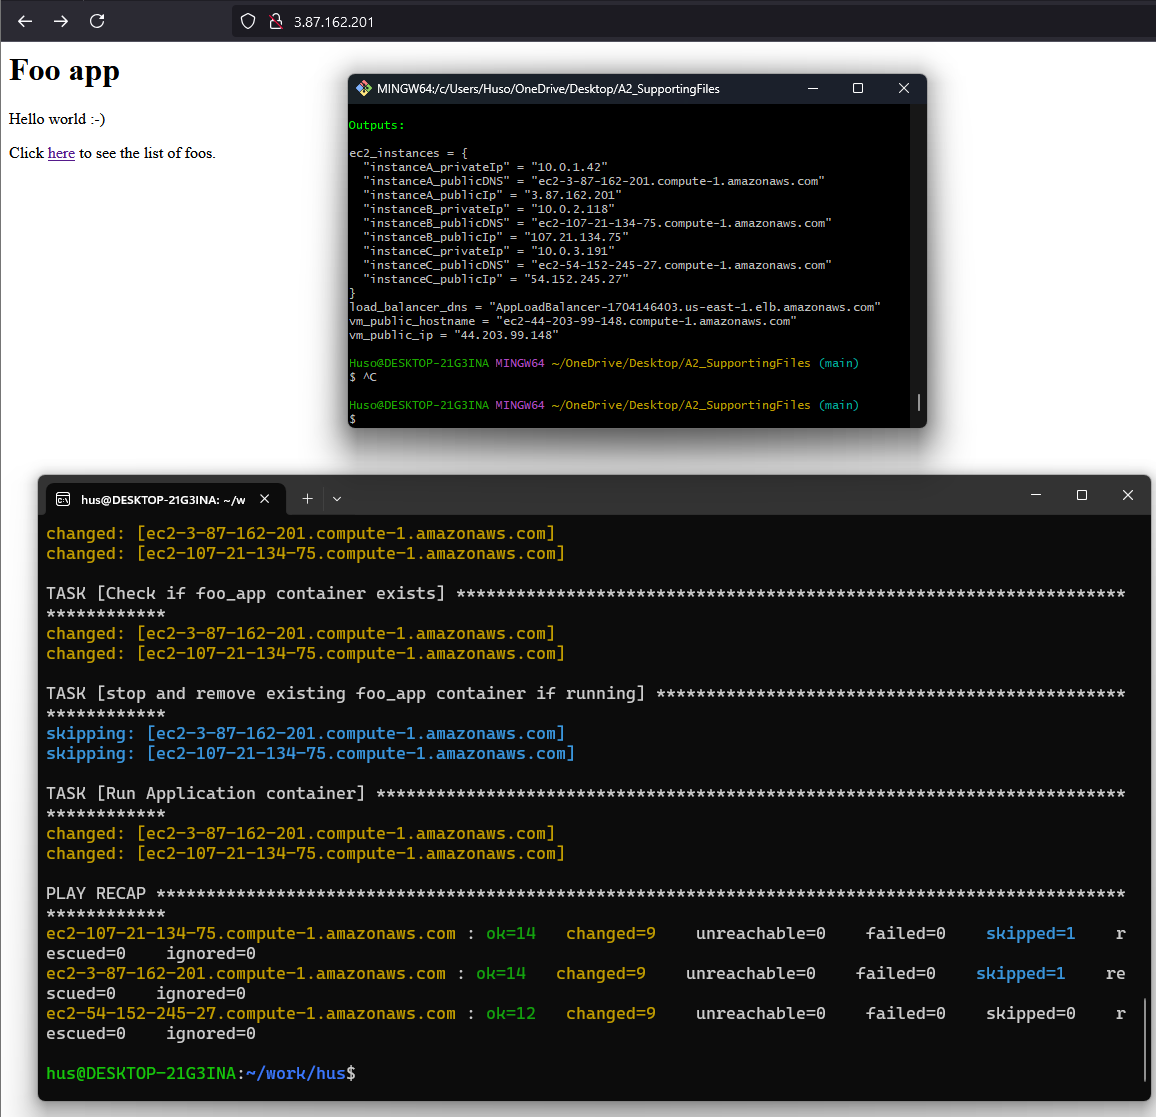 3.87.162.201
Foo app
Hello world :-)
Click here to see the list of foos.
MINGW64:/c/Users/Huso/OneDrive/Desktop/A2_SupportingFiles
Outputs:
ec2_instances = {
"instanceA_privateIp" = "10.0.1.42"
"instanceA_publicDNS" = "ec2-3-87-162-201.compute-1.amazonaws.com"
"instanceA_publicIp" = "3.87.162.201"
"instanceB_privateIp" = "10.0.2.118"
"instanceB_publicDNS" = "ec2-107-21-134-75.compute-1.amazonaws.com"
"instanceB_publicIp" = "107.21.134.75"
"instanceC_privateIp" = "10.0.3.191"
"instanceC_publicDNS" = "ec2-54-152-245-27.compute-1.amazonaws.com"
"instanceC_publicIp" = "54.152.245.27"
}
load_balancer_dns = "AppLoadBalancer-1704146403.us-east-1.elb.amazonaws.com"
vm_public_hostname = "ec2-44-203-99-148.compute-1.amazonaws.com"
vm_public_ip = "44.203.99.148"
Huso@DESKTOP-21G3INA MINGW64 ~/OneDrive/Desktop/A2_SupportingFiles (main)
$ ^C
Huso@DESKTOP-21G3INA MINGW64 ~/OneDrive/Desktop/A2_SupportingFiles (main)
$
hus@DESKTOP-21G3INA: ~/w
changed: [ec2-3-87-162-201.compute-1.amazonaws.com]
changed: [ec2-107-21-134-75.compute-1.amazonaws.com]
TASK [Check if foo_app container exists] *******************************************************************
************
changed: [ec2-3-87-162-201.compute-1.amazonaws.com]
changed: [ec2-107-21-134-75.compute-1.amazonaws.com]
TASK [stop and remove existing foo_app container if running] ***********************************************
************
skipping: [ec2-3-87-162-201.compute-1.amazonaws.com]
skipping: [ec2-107-21-134-75.compute-1.amazonaws.com]
TASK [Run Application container] ***************************************************************************
************
changed: [ec2-3-87-162-201.compute-1.amazonaws.com]
changed: [ec2-107-21-134-75.compute-1.amazonaws.com]
PLAY RECAP *************************************************************************************************
************
ec2-107-21-134-75.compute-1.amazonaws.com : ok=14   changed=9    unreachable=0    failed=0    skipped=1    r
escued=0    ignored=0
ec2-3-87-162-201.compute-1.amazonaws.com : ok=14   changed=9    unreachable=0    failed=0    skipped=1    re
scued=0    ignored=0
ec2-54-152-245-27.compute-1.amazonaws.com : ok=12   changed=9    unreachable=0    failed=0    skipped=0    r
escued=0    ignored=0
hus@DESKTOP-21G3INA:~/work/hus$